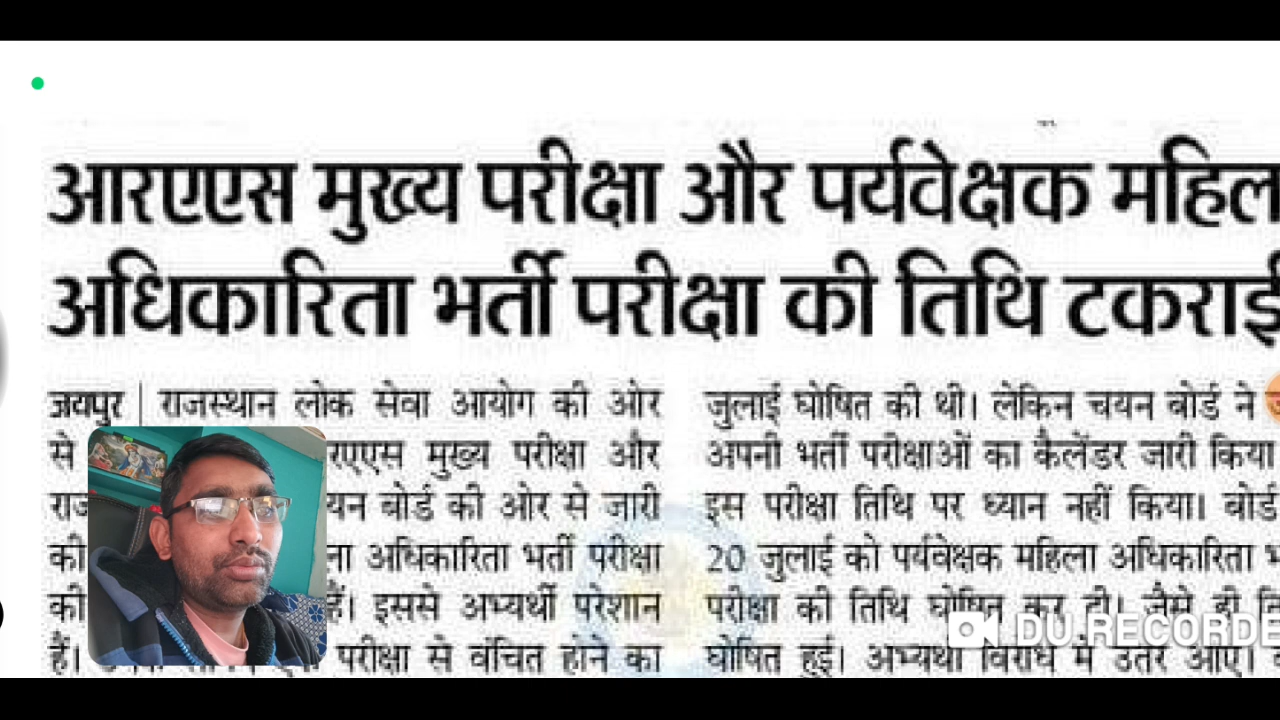 आरएएस मुख्य परीक्षा और पर्यवेक्षक
अधिकारिता भर्ती परीक्षा की तिथि टकराई
जयपुर | राजस्थान लोक सेवा आयोग की ओर
से मुख्य परीक्षा और
चयन बोर्ड की ओर से जारी
की अधिकारिता भर्ती परीक्षा
की हैं। इससे अभ्यर्थी परेशान
हैं। परीक्षा से वंचित होने का
जुलाई घोषित की थी। लेकिन चयन बोर्ड ने
अपनी भर्ती परीक्षाओं का कैलेंडर जारी किया
इस परीक्षा तिथि पर ध्यान नहीं किया। बोर्ड
20 जुलाई को पर्यवेक्षक महिला अधिकारिता
परीक्षा की तिथि घोषित कर दी। जैसे ही
घोषित हुई। अभ्यर्थी विरोध में उतर आए।
DU RECORDE